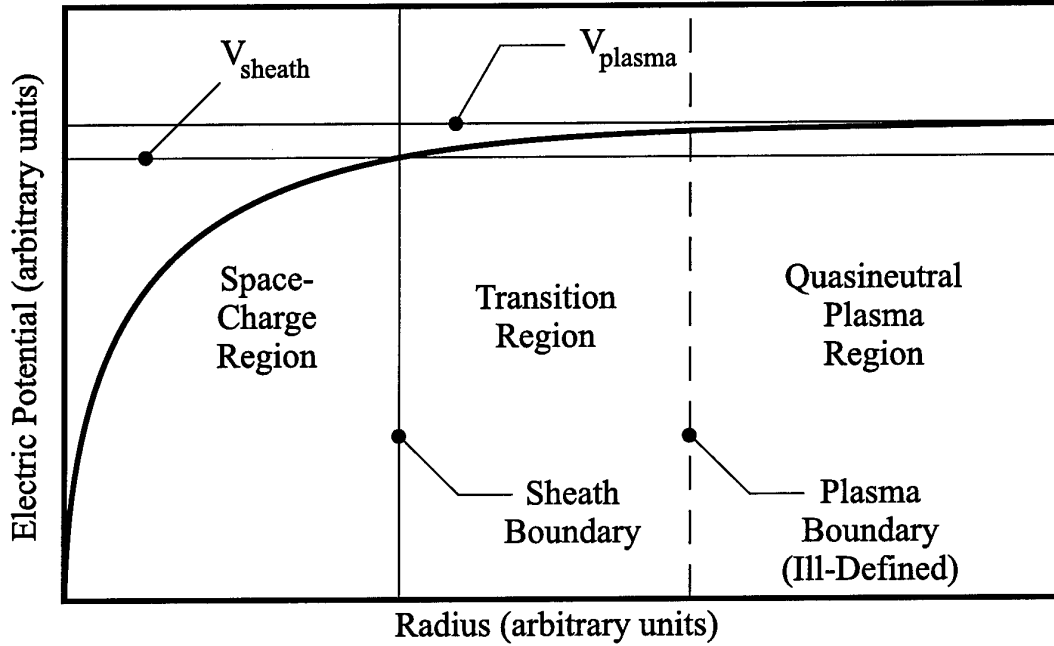 V_sheath
V_plasma
Electric Potential (arbitrary units)
Space-
Charge
Region
Transition
Region
Quasineutral
Plasma
Region
Sheath
Boundary
Plasma
Boundary
(Ill-Defined)
Radius (arbitrary units)